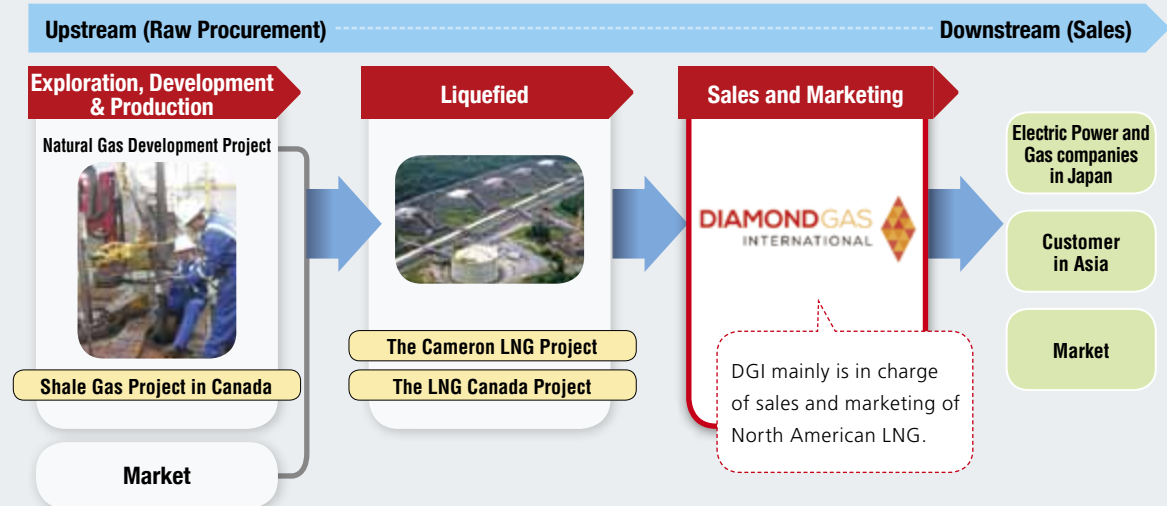 Upstream (Raw Procurement)
Downstream (Sales)
Exploration, Development
& Production
Natural Gas Development Project
Shale Gas Project in Canada
Market
Liquefied
The Cameron LNG Project
The LNG Canada Project
Sales and Marketing
DIAMONDGAS
INTERNATIONAL
DGI mainly is in charge
of sales and marketing of
North American LNG.
Electric Power and
Gas companies
in Japan
Customer
in Asia
Market